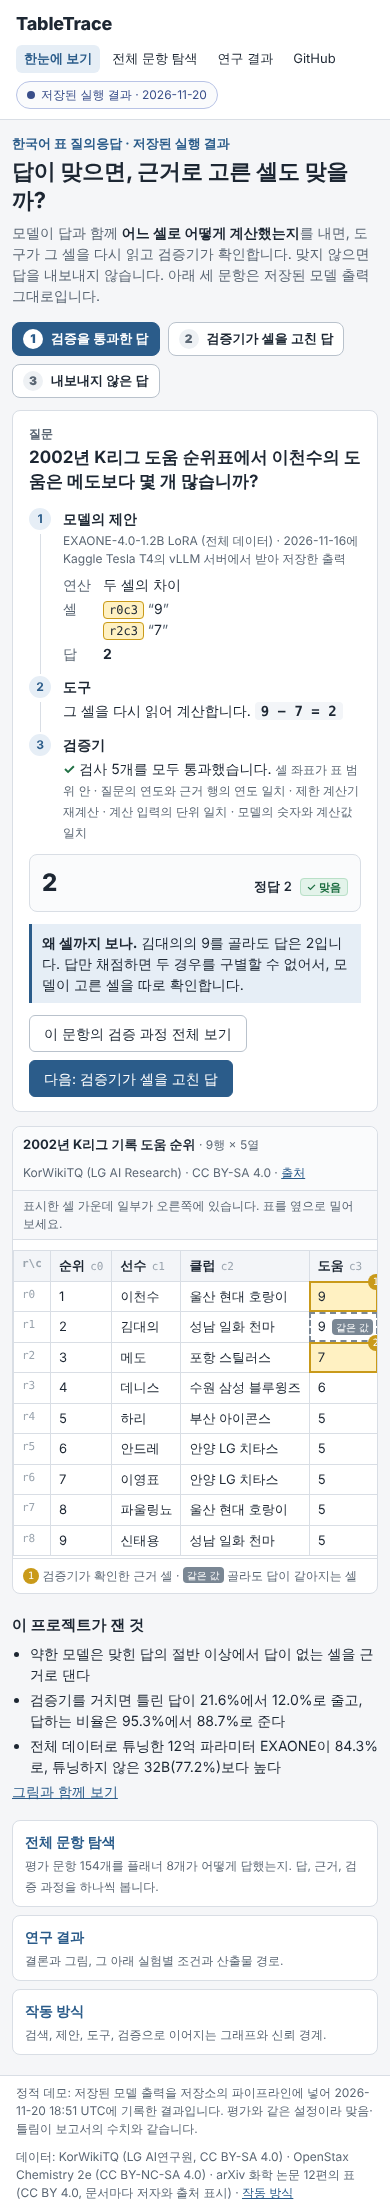 TableTrace
한눈에 보기 전체 문항 탐색 연구 결과 GitHub
저장된 실행 결과 · 2026-11-20
한국어 표 질의응답 · 저장된 실행 결과
답이 맞으면, 근거로 고른 셀도 맞을
까?
모델이 답과 함께 어느 셀로 어떻게 계산했는지를 내면, 도
구가 그 셀을 다시 읽고 검증기가 확인합니다. 맞지 않으면
답을 내보내지 않습니다. 아래 세 문항은 저장된 모델 출력
그대로입니다.
1 검증을 통과한 답
2 검증기가 셀을 고친 답
3 내보내지 않은 답
질문
2002년 K리그 도움 순위표에서 이천수의 도
움은 메도보다 몇 개 많습니까?
1 모델의 제안
EXAONE-4.0-1.2B LoRA (전체 데이터) · 2026-11-16에
Kaggle Tesla T4의 vLLM 서버에서 받아 저장한 출력
연산 두 셀의 차이
셀 r0c3 “9”
r2c3 “7”
답 2
2 도구
그 셀을 다시 읽어 계산합니다. 9 − 7 = 2
3 검증기
✓ 검사 5개를 모두 통과했습니다. 셀 좌표가 표 범
위 안 · 질문의 연도와 근거 행의 연도 일치 · 제한 계산기
재계산 · 계산 입력의 단위 일치 · 모델의 숫자와 계산값
일치
2 정답 2 ✓ 맞음
왜 셀까지 보나. 김대의의 9를 골라도 답은 2입니
다. 답만 채점하면 두 경우를 구별할 수 없어서, 모
델이 고른 셀을 따로 확인합니다.
이 문항의 검증 과정 전체 보기
다음: 검증기가 셀을 고친 답
2002년 K리그 기록 도움 순위 · 9행 × 5열
KorWikiTQ (LG AI Research) · CC BY-SA 4.0 · 출처
표시한 셀 가운데 일부가 오른쪽에 있습니다. 표를 옆으로 밀어
보세요.
r\c 순위 c0 선수 c1 클럽 c2 도움 c3
r0 1 이천수 울산 현대 호랑이 9
r1 2 김대의 성남 일화 천마 9 같은 값
r2 3 메도 포항 스틸러스 7
r3 4 데니스 수원 삼성 블루윙즈 6
r4 5 하리 부산 아이콘스 5
r5 6 안드레 안양 LG 치타스 5
r6 7 이영표 안양 LG 치타스 5
r7 8 파울링뇨 울산 현대 호랑이 5
r8 9 신태용 성남 일화 천마 5
1 검증기가 확인한 근거 셀 · 같은 값 골라도 답이 같아지는 셀
이 프로젝트가 잰 것
• 약한 모델은 맞힌 답의 절반 이상에서 답이 없는 셀을 근
거로 댄다
• 검증기를 거치면 틀린 답이 21.6%에서 12.0%로 줄고,
답하는 비율은 95.3%에서 88.7%로 준다
• 전체 데이터로 튜닝한 12억 파라미터 EXAONE이 84.3%
로, 튜닝하지 않은 32B(77.2%)보다 높다
그림과 함께 보기
전체 문항 탐색
평가 문항 154개를 플래너 8개가 어떻게 답했는지. 답, 근거, 검
증 과정을 하나씩 봅니다.
연구 결과
결론과 그림, 그 아래 실험별 조건과 산출물 경로.
작동 방식
검색, 제안, 도구, 검증으로 이어지는 그래프와 신뢰 경계.
정적 데모: 저장된 모델 출력을 저장소의 파이프라인에 넣어 2026-
11-20 18:51 UTC에 기록한 결과입니다. 평가와 같은 설정이라 맞음·
틀림이 보고서의 수치와 같습니다.
데이터: KorWikiTQ (LG AI연구원, CC BY-SA 4.0) · OpenStax
Chemistry 2e (CC BY-NC-SA 4.0) · arXiv 화학 논문 12편의 표
(CC BY 4.0, 문서마다 저자와 출처 표시) · 작동 방식